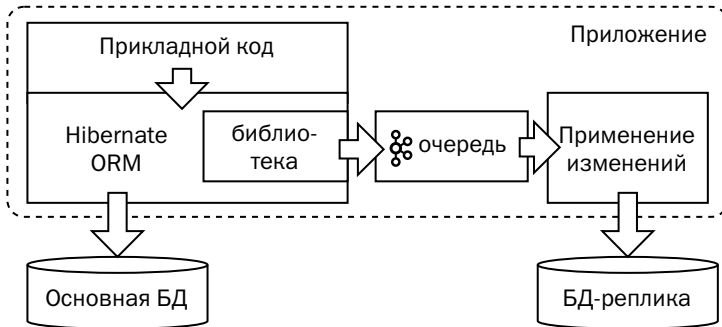 Приложение
Прикладной код
Hibernate
ORM
библио-
тека
очередь
Применение
изменений
Основная БД
БД-реплика